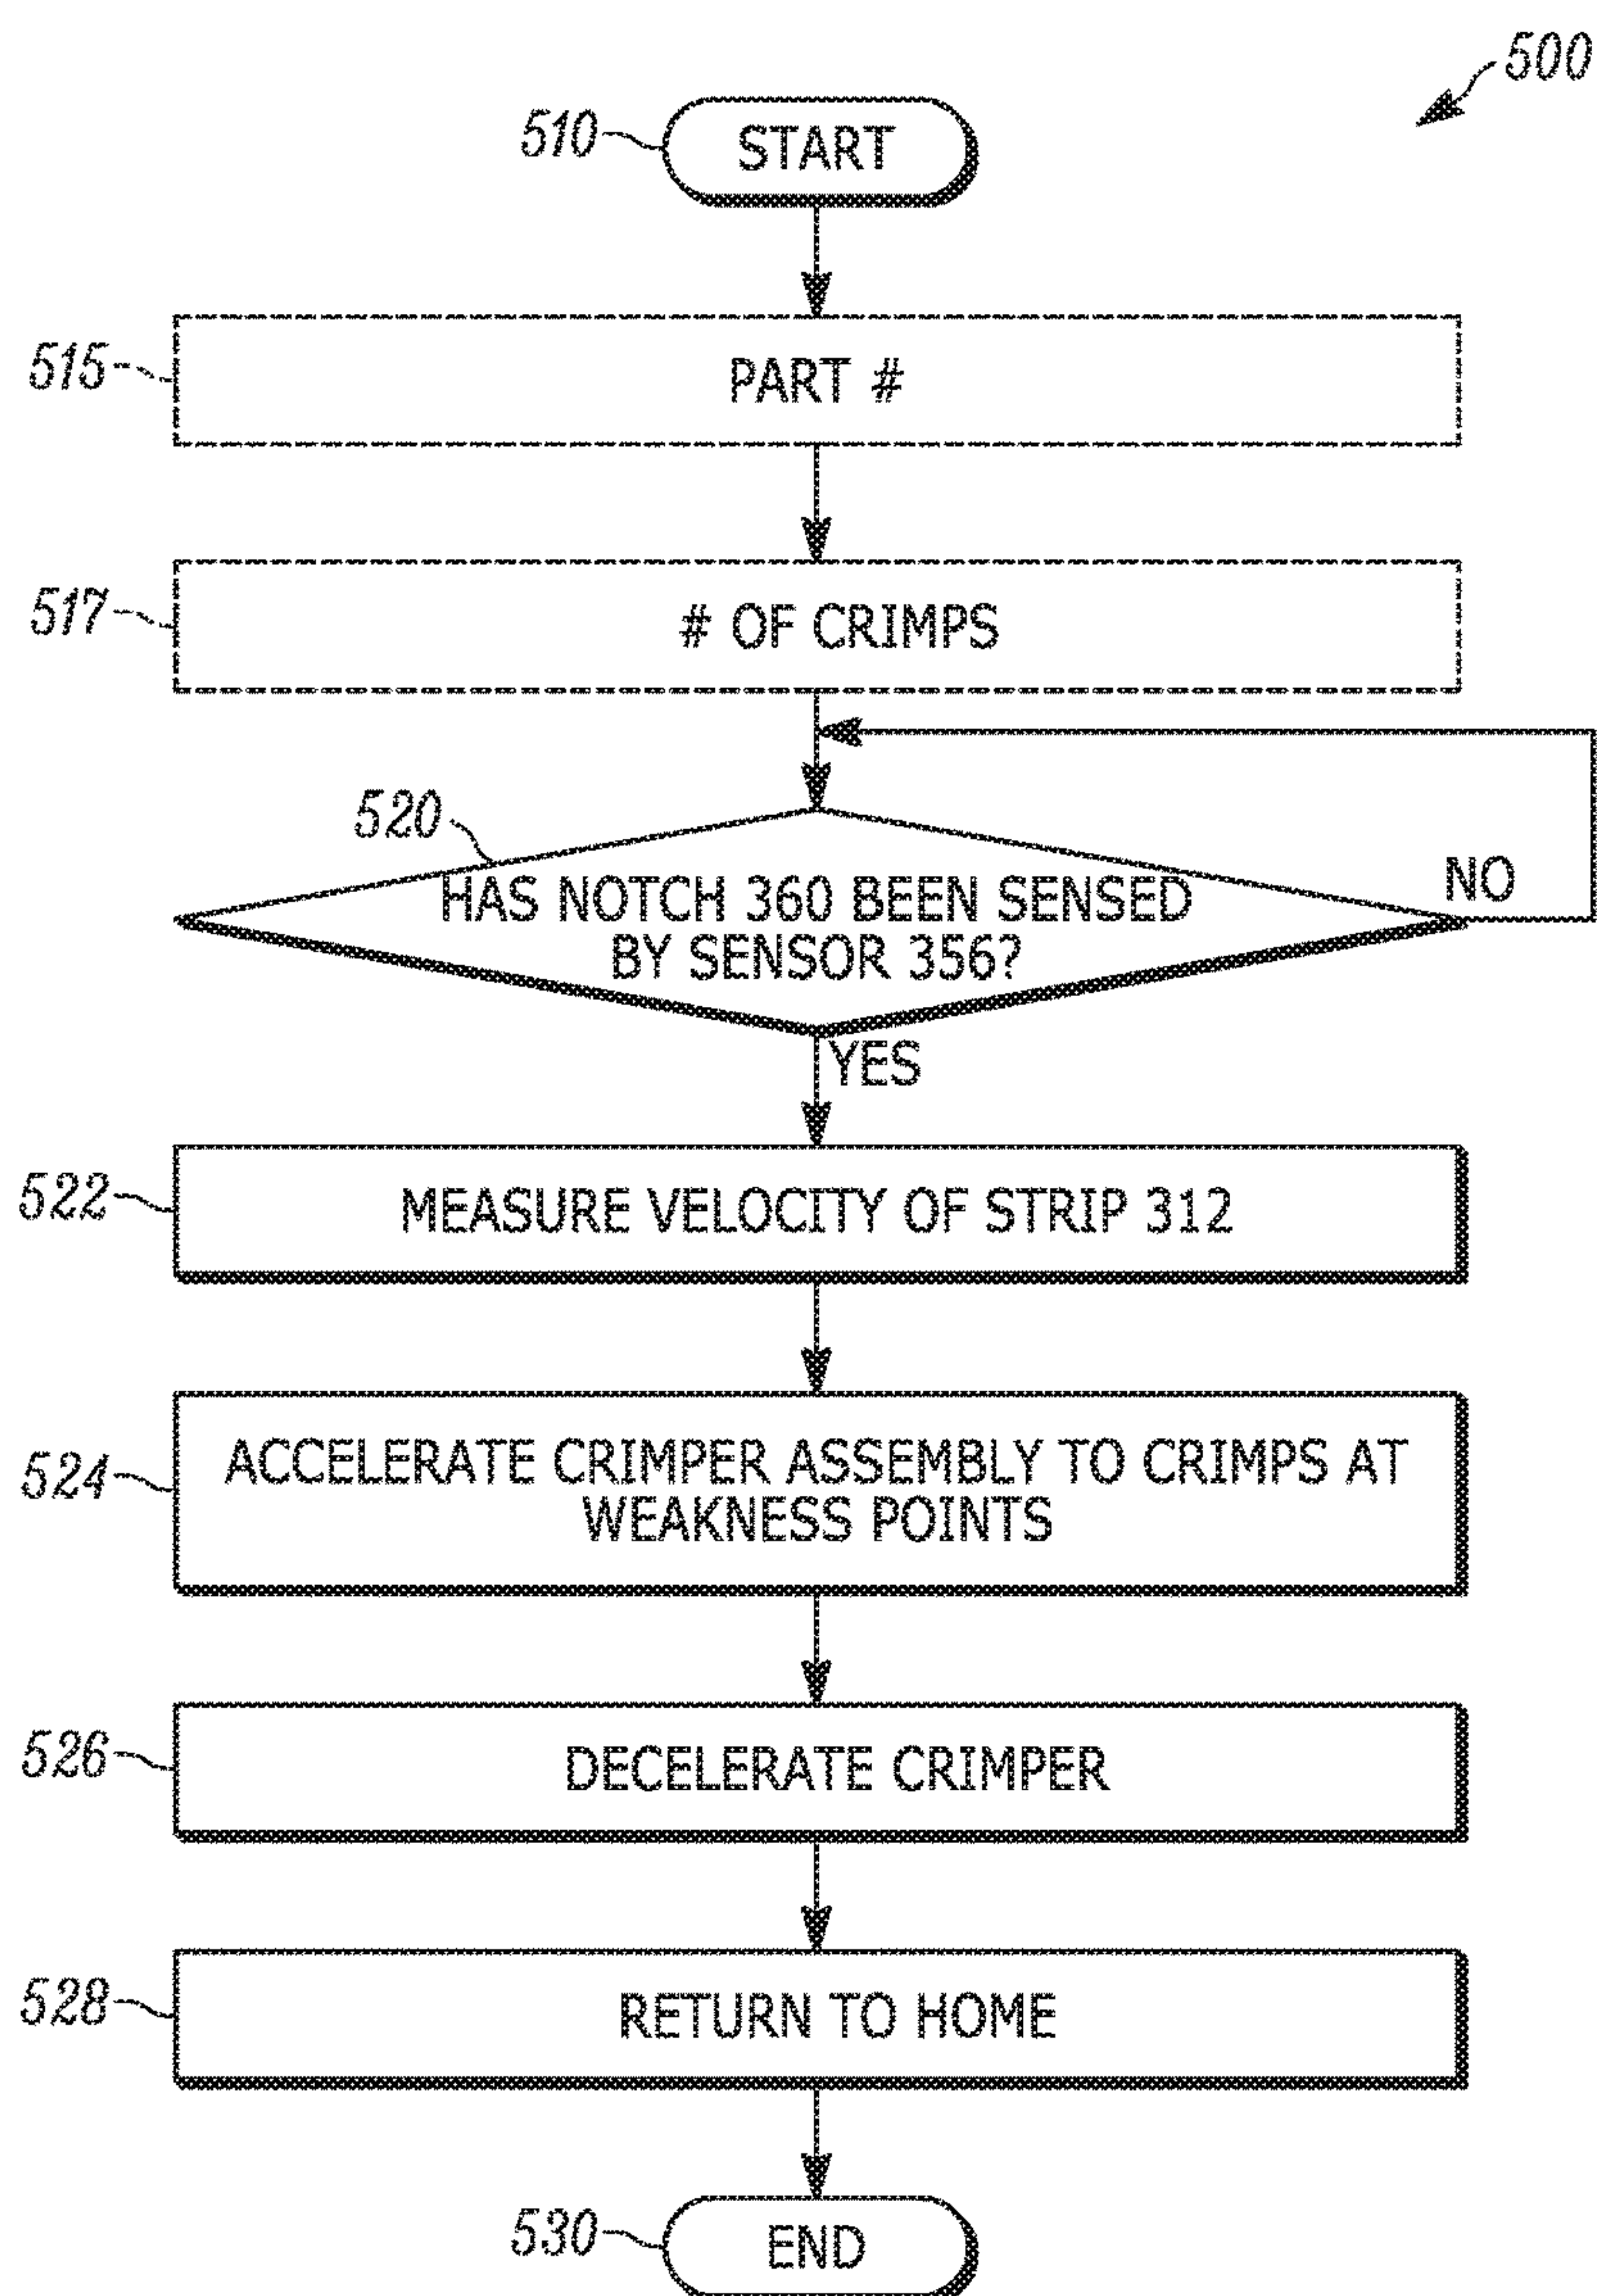 500
510
START
515
PART #
517
# OF CRIMPS
520
HAS NOTCH 360 BEEN SENSED
BY SENSOR 356?
NO
YES
522
MEASURE VELOCITY OF STRIP 312
524
ACCELERATE CRIMPER ASSEMBLY TO CRIMPS AT
WEAKNESS POINTS
526
DECELERATE CRIMPER
528
RETURN TO HOME
530
END